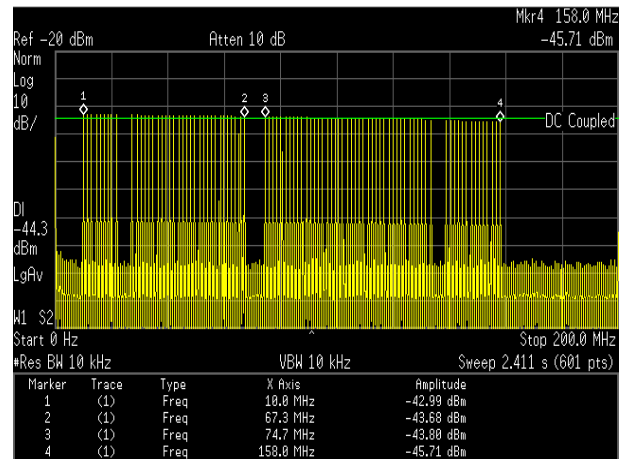 Mkr4 158.0 MHz
Ref -20 dBm Atten 10 dB -45.71 dBm
Norm
Log
10
dB/
1 2 3 4
DC Coupled
DI
-44.3
dBm
LgAv
W1 S2
Start 0 Hz Stop 200.0 MHz
#Res BW 10 kHz VBW 10 kHz Sweep 2.411 s (601 pts)
Marker Trace Type X Axis Amplitude
1 (1) Freq 10.0 MHz -42.99 dBm
2 (1) Freq 67.3 MHz -43.68 dBm
3 (1) Freq 74.7 MHz -43.80 dBm
4 (1) Freq 158.0 MHz -45.71 dBm